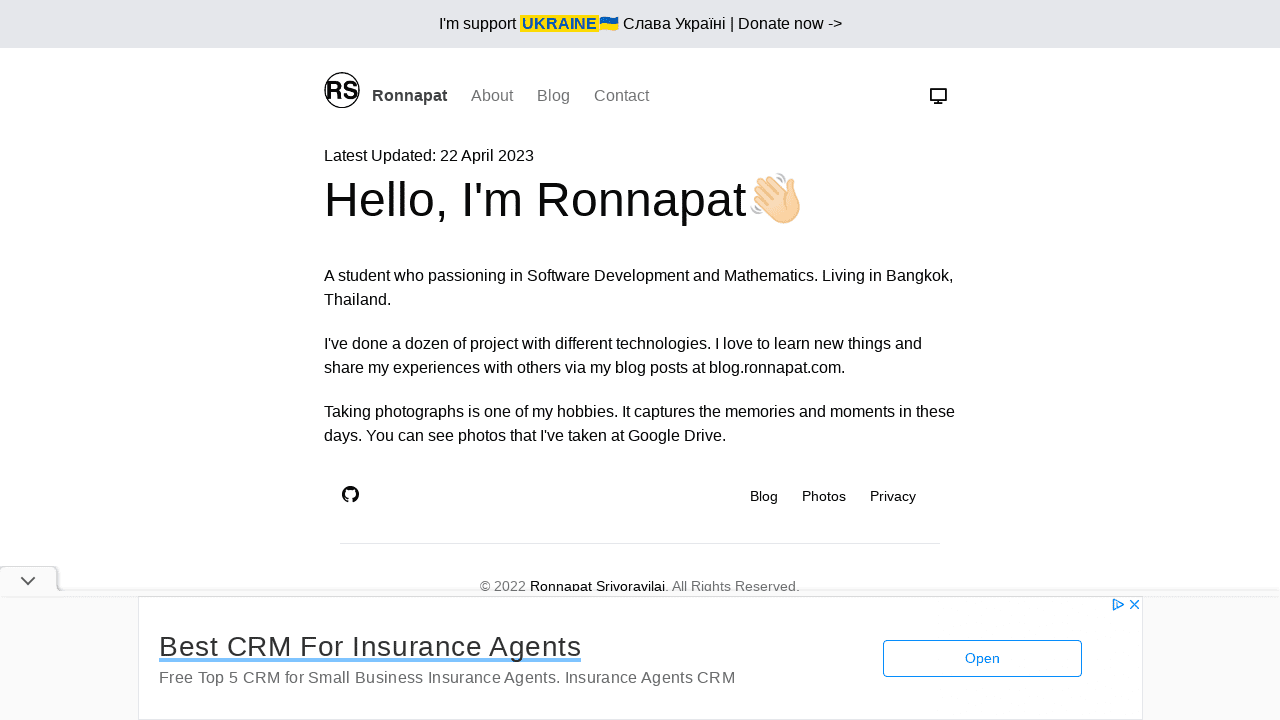 I'm support UKRAINE🇺🇦 Слава Україні | Donate now ->
RS Ronnapat About Blog Contact
Latest Updated: 22 April 2023
Hello, I'm Ronnapat👋🏻
A student who passioning in Software Development and Mathematics. Living in Bangkok,
Thailand.
I've done a dozen of project with different technologies. I love to learn new things and
share my experiences with others via my blog posts at blog.ronnapat.com.
Taking photographs is one of my hobbies. It captures the memories and moments in these
days. You can see photos that I've taken at Google Drive.
Blog Photos Privacy
© 2022 Ronnapat Srivoravilai. All Rights Reserved.
Best CRM For Insurance Agents
Free Top 5 CRM for Small Business Insurance Agents. Insurance Agents CRM
Open